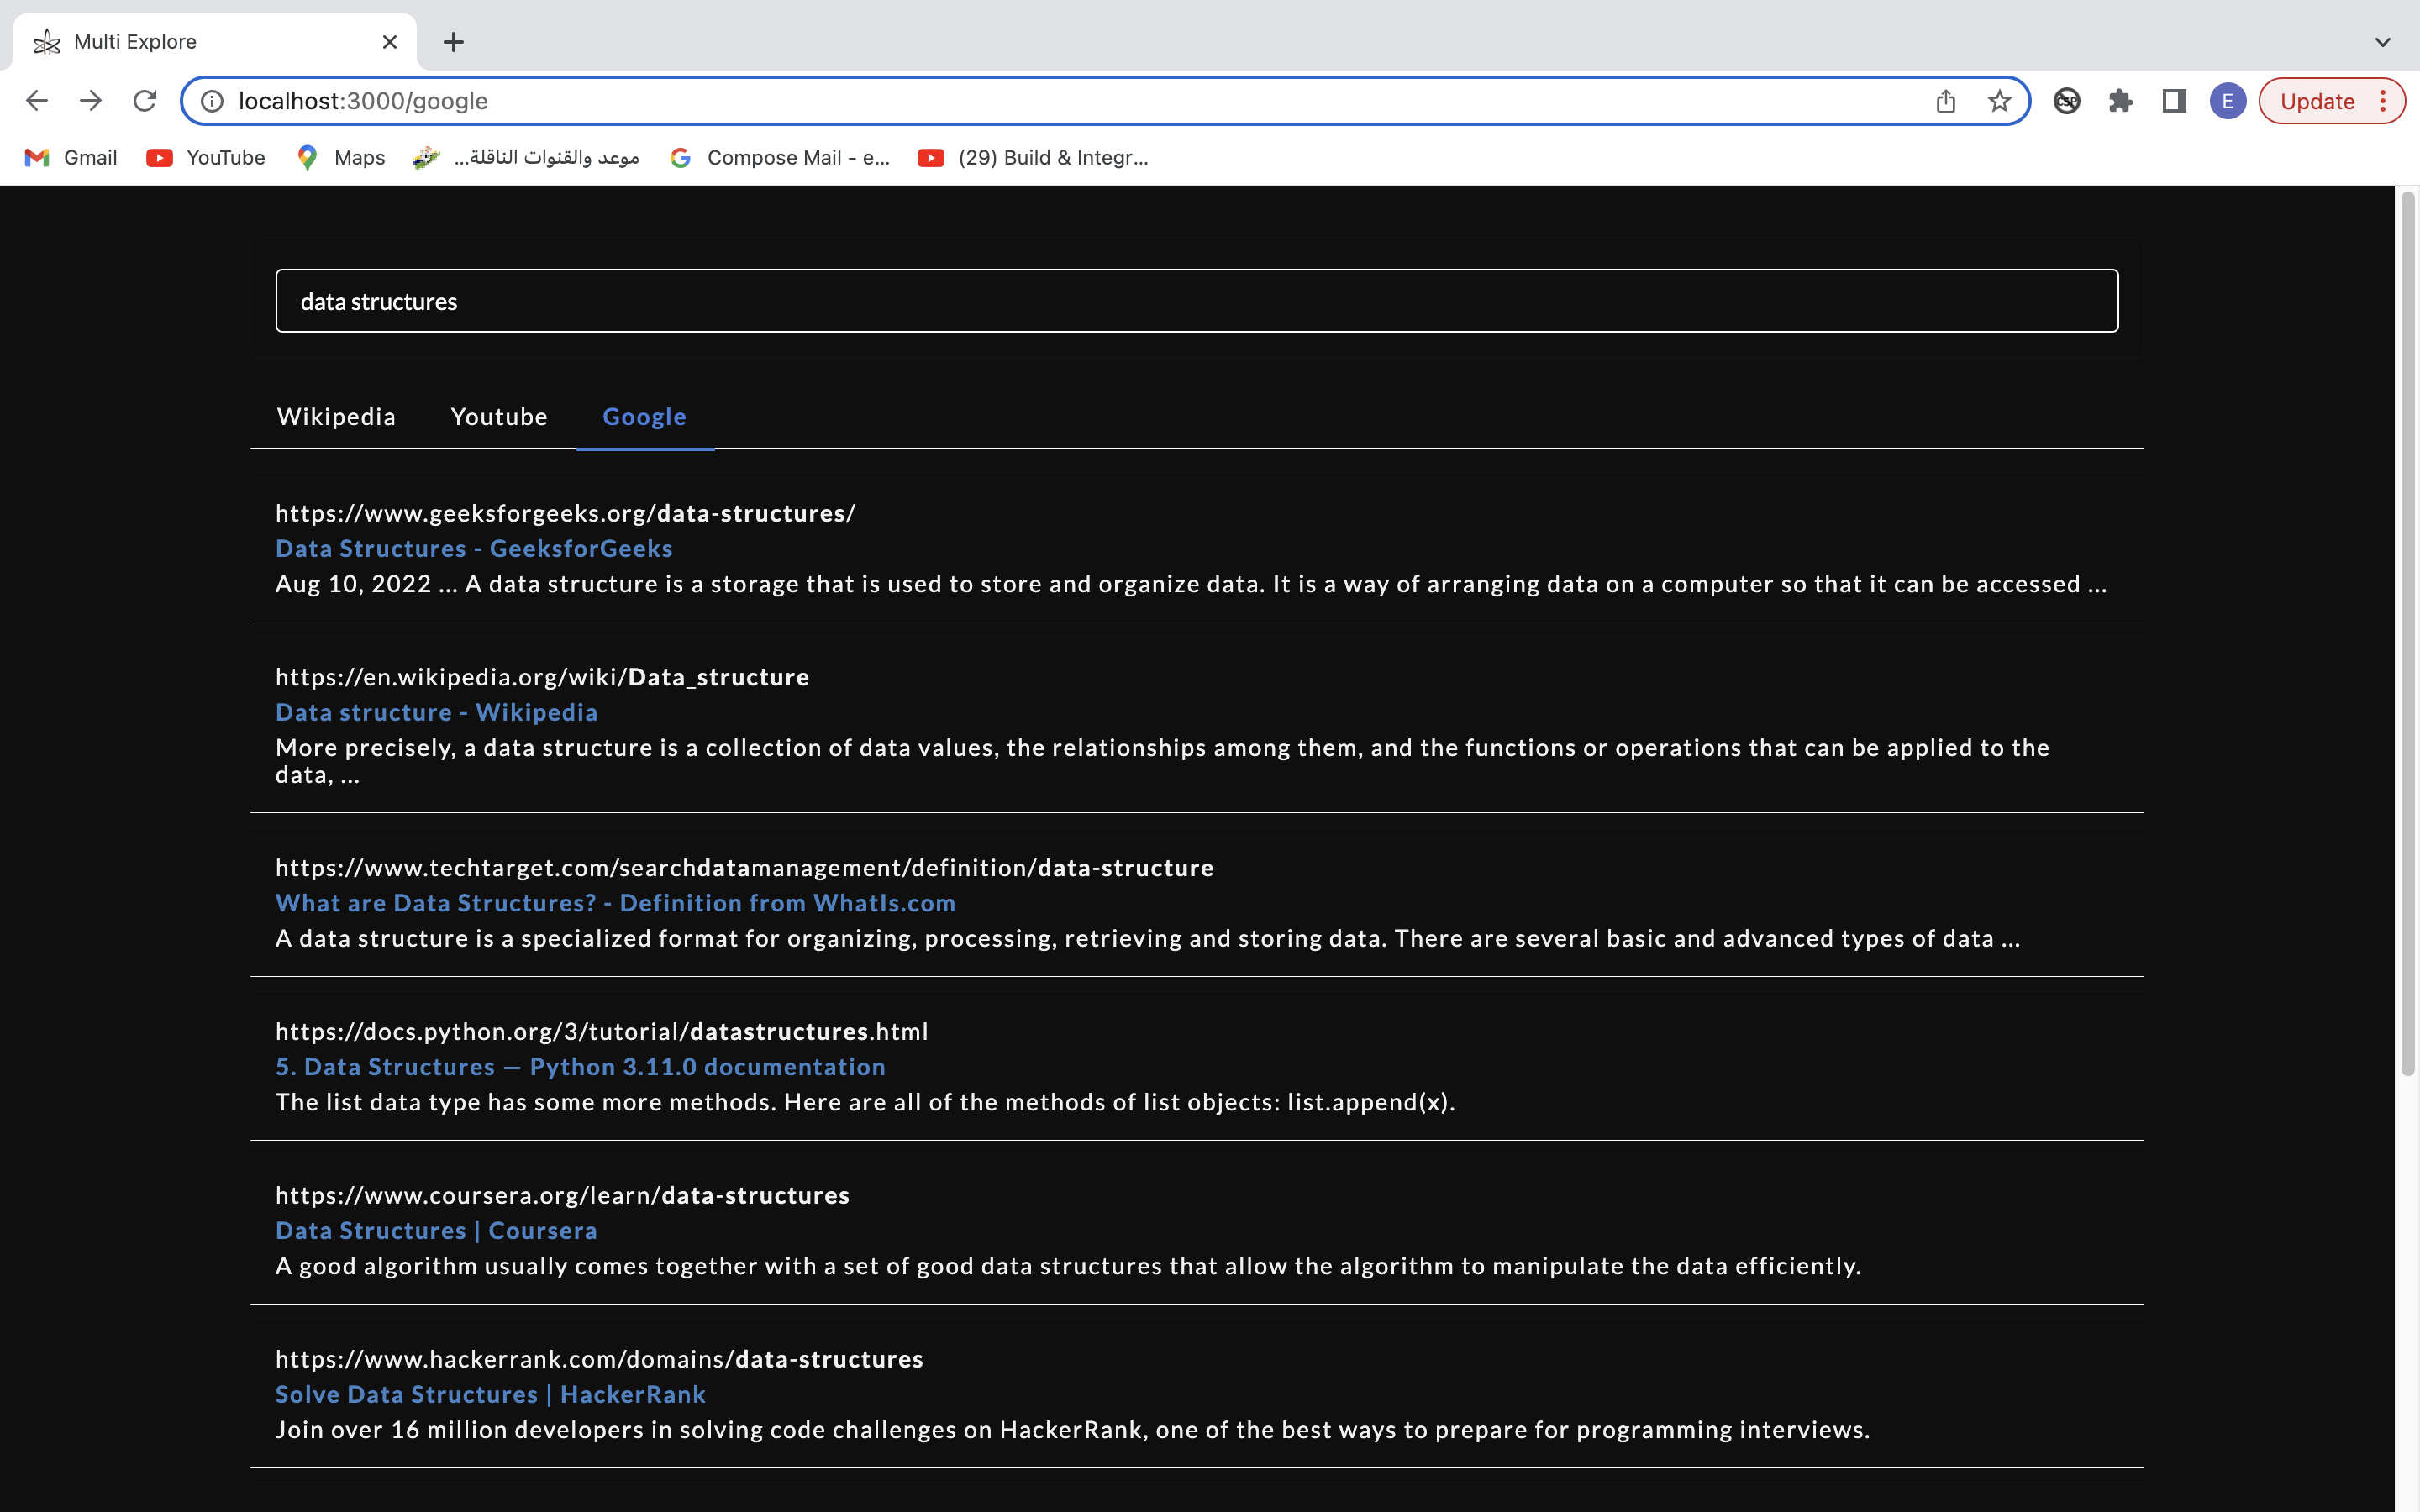 Multi Explore
localhost:3000/google
CSP
E
Update
Gmail
YouTube
Maps
موعد والقنوات الناقلة...
Compose Mail - e...
(29) Build & Integr...
data structures
Wikipedia
Youtube
Google
https://www.geeksforgeeks.org/data-structures/
Data Structures - GeeksforGeeks
Aug 10, 2022 ... A data structure is a storage that is used to store and organize data. It is a way of arranging data on a computer so that it can be accessed ...
https://en.wikipedia.org/wiki/Data_structure
Data structure - Wikipedia
More precisely, a data structure is a collection of data values, the relationships among them, and the functions or operations that can be applied to the
data, ...
https://www.techtarget.com/searchdatamanagement/definition/data-structure
What are Data Structures? - Definition from WhatIs.com
A data structure is a specialized format for organizing, processing, retrieving and storing data. There are several basic and advanced types of data ...
https://docs.python.org/3/tutorial/datastructures.html
5. Data Structures — Python 3.11.0 documentation
The list data type has some more methods. Here are all of the methods of list objects: list.append(x).
https://www.coursera.org/learn/data-structures
Data Structures | Coursera
A good algorithm usually comes together with a set of good data structures that allow the algorithm to manipulate the data efficiently.
https://www.hackerrank.com/domains/data-structures
Solve Data Structures | HackerRank
Join over 16 million developers in solving code challenges on HackerRank, one of the best ways to prepare for programming interviews.